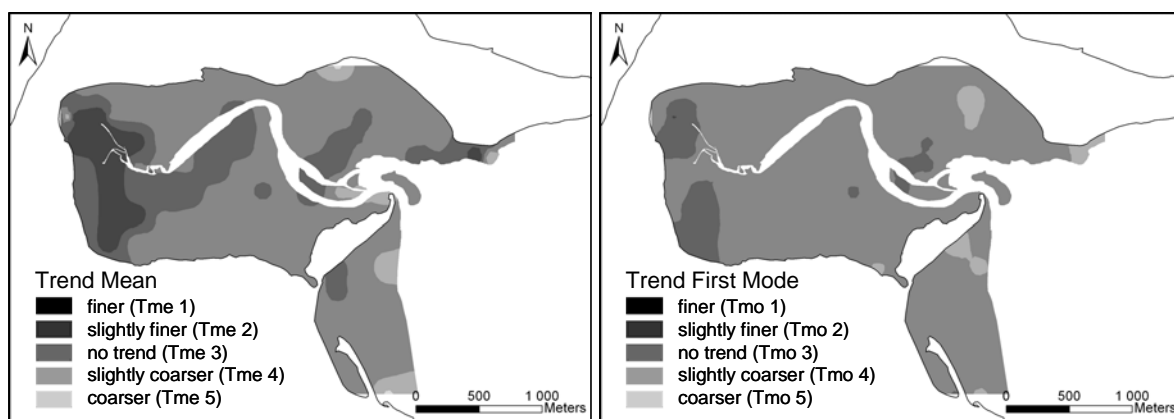 N
Trend Mean
finer (Tme 1)
slightly finer (Tme 2)
no trend (Tme 3)
slightly coarser (Tme 4)
coarser (Tme 5)
0 500 1 000
Meters
N
Trend First Mode
finer (Tmo 1)
slightly finer (Tmo 2)
no trend (Tmo 3)
slightly coarser (Tmo 4)
coarser (Tmo 5)
0 500 1 000
Meters